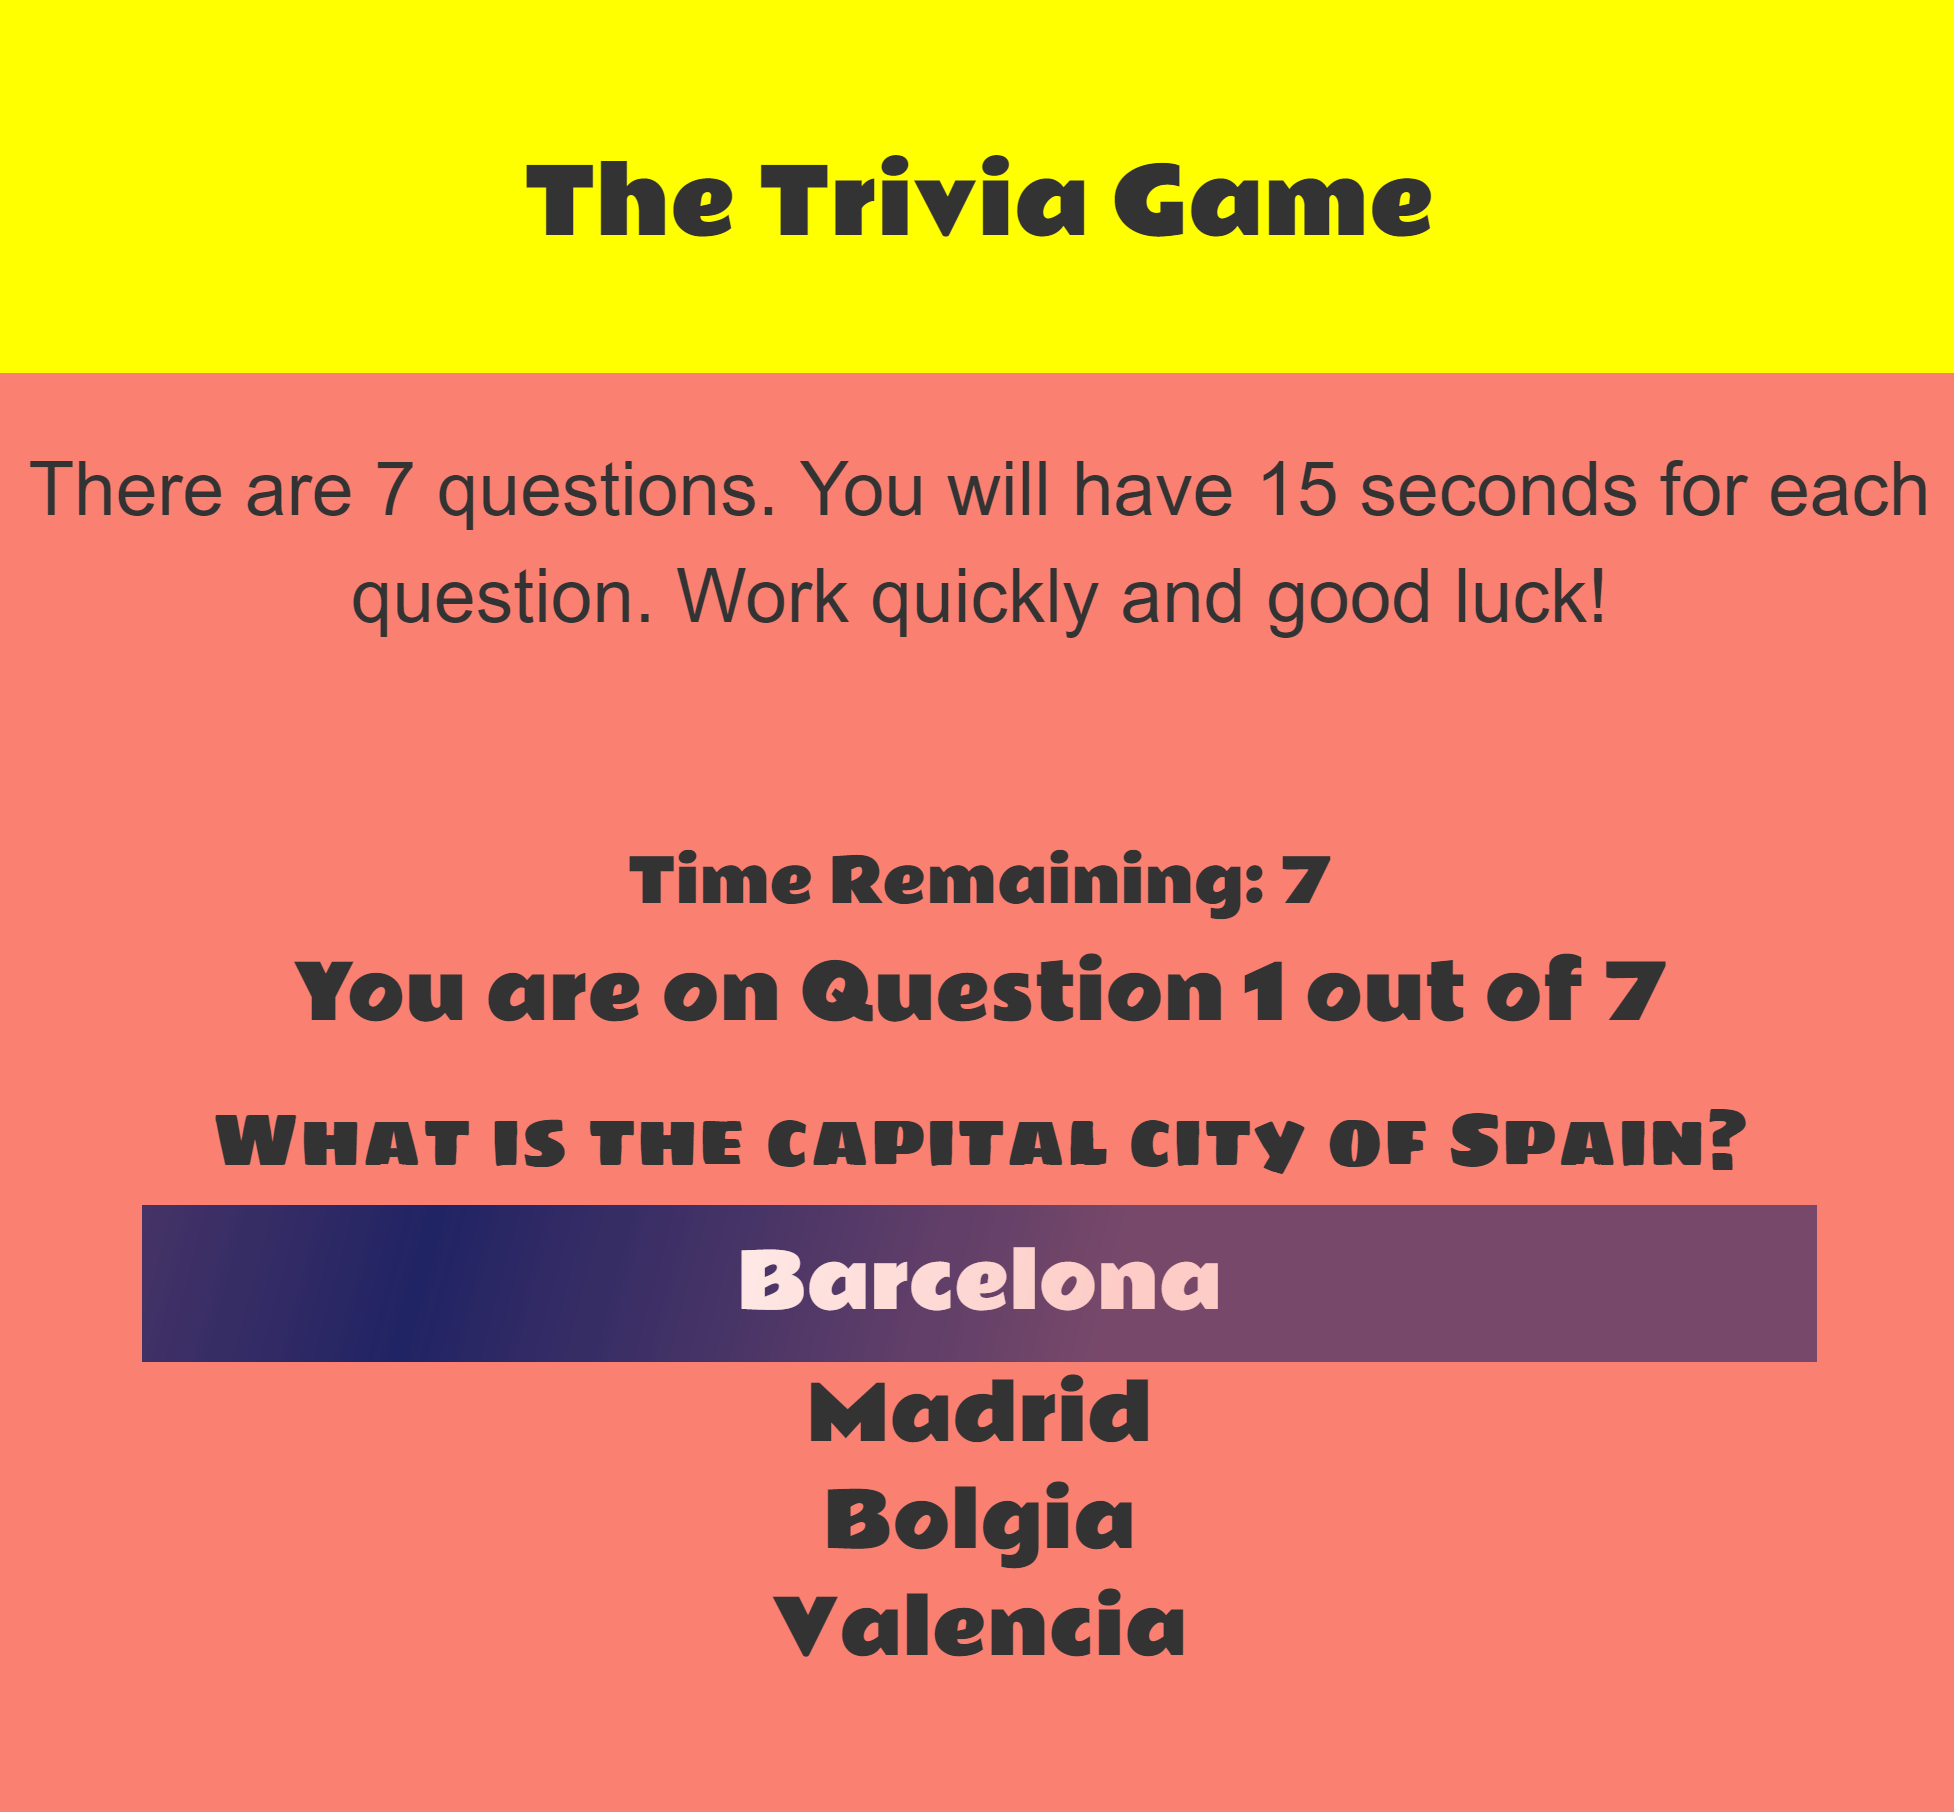 The Trivia Game
There are 7 questions. You will have 15 seconds for each
question. Work quickly and good luck!
Time Remaining: 7
You are on Question 1 out of 7
What is the capital city of Spain?
Barcelona
Madrid
Bolgia
Valencia